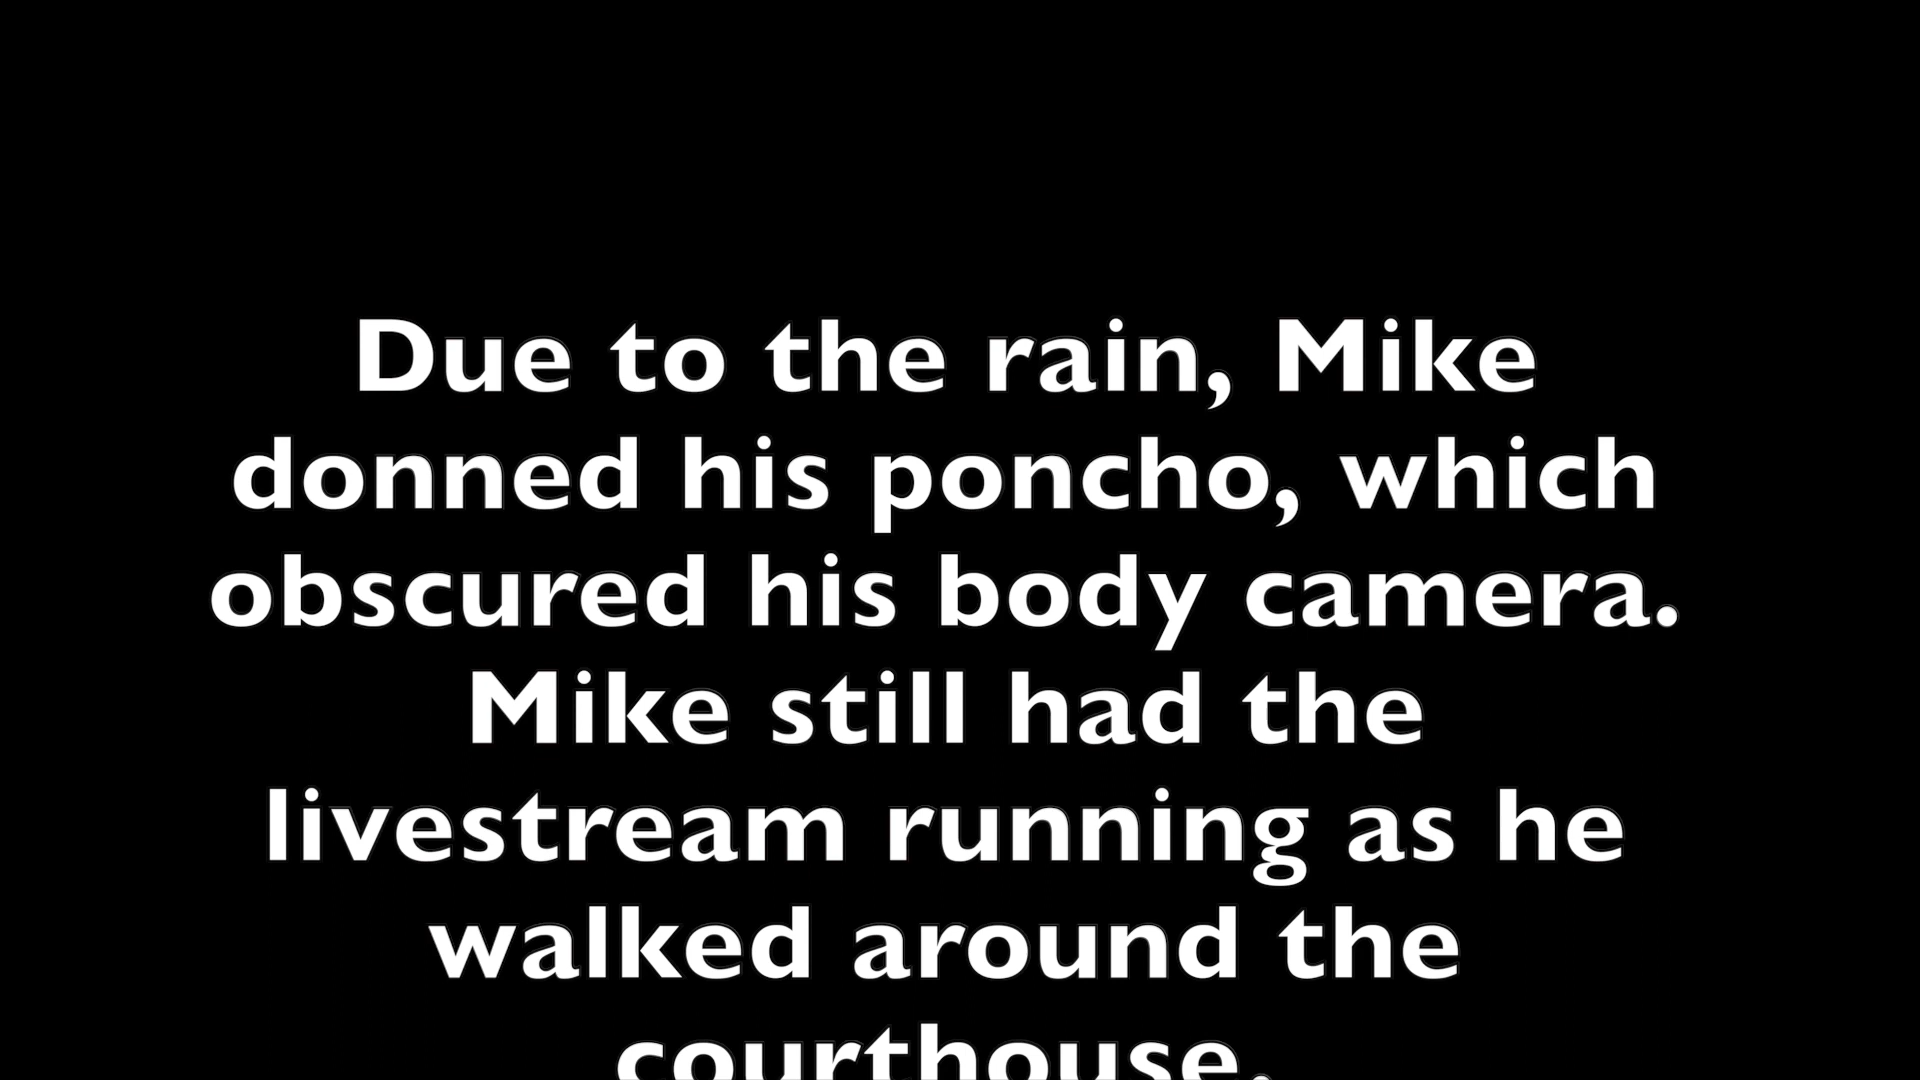 Due to the rain, Mike
donned his poncho, which
obscured his body camera.
Mike still had the
livestream running as he
walked around the
courthouse.